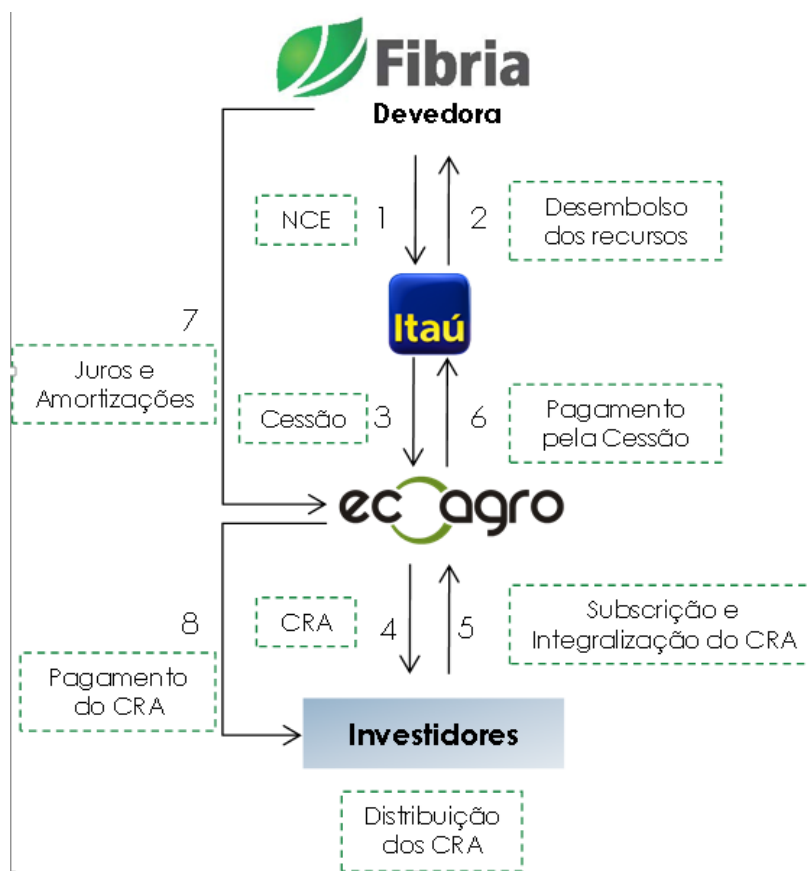 Fibria
Devedora
NCE
1
2
Desembolso
dos recursos
Itaú
7
Juros e
Amortizações
Cessão
3
6
Pagamento
pela Cessão
ecoagro
8
CRA
4
5
Subscrição e
Integralização do CRA
Pagamento
do CRA
Investidores
Distribuição
dos CRA